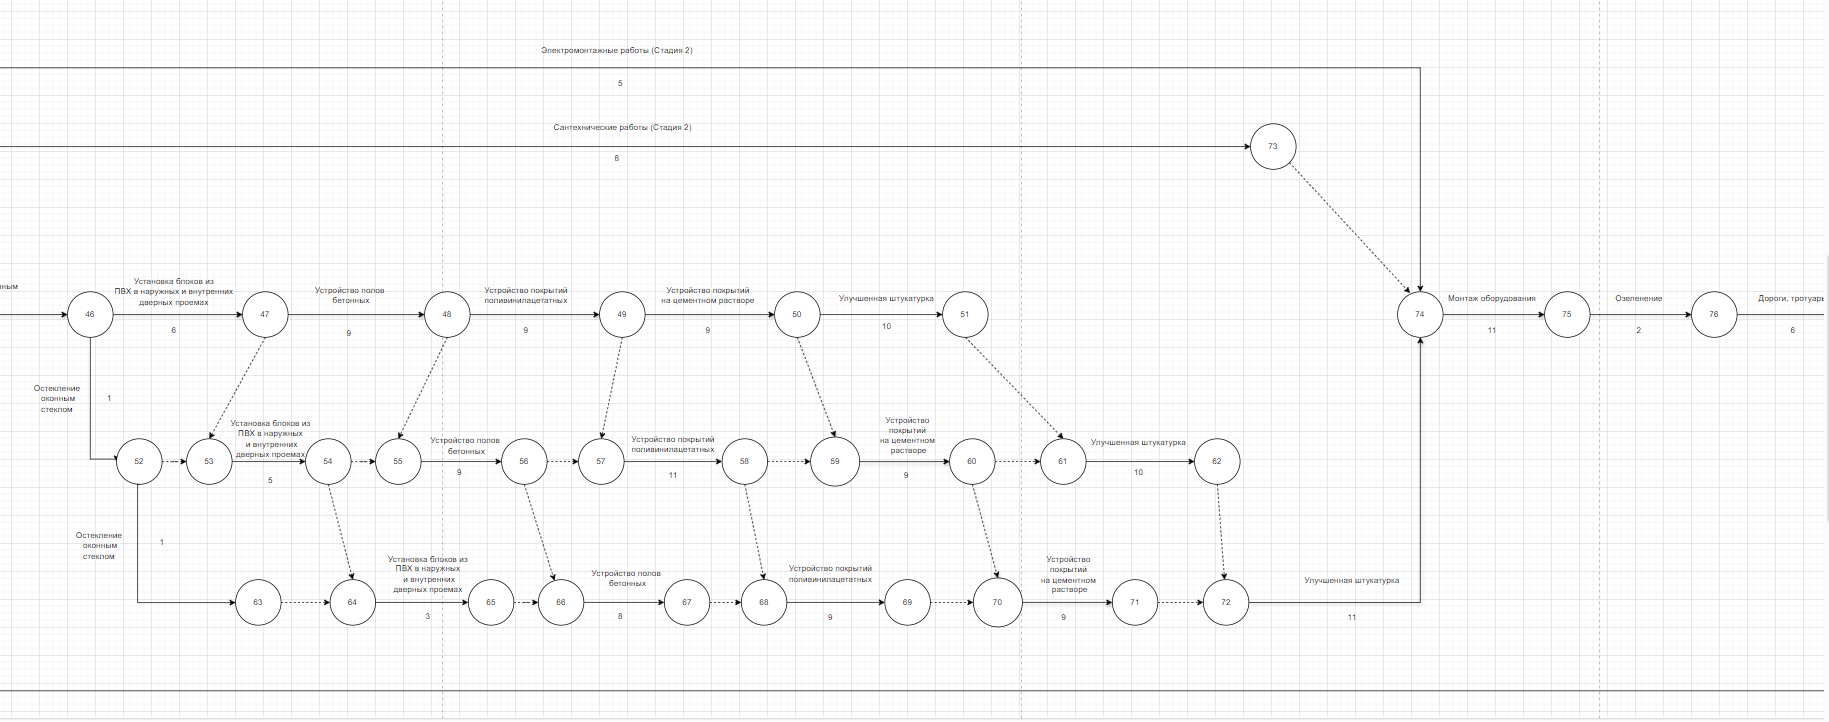 Электромонтажные работы (Стадия 2)
5
Сантехнические работы (Стадия 2)
8
73
ным
46
Установка блоков из
ПВХ в наружных и внутренних
дверных проемах
6
47
Устройство полов
бетонных
9
48
Устройство покрытий
поливинилацетатных
9
49
Устройство покрытий
на цементном растворе
9
50
Улучшенная штукатурка
10
51
74
Монтаж оборудования
11
75
Озеленение
2
76
Дороги, тротуары
6
Остекление
оконным
стеклом
1
52
53
Установка блоков из
ПВХ в наружных
и внутренних
дверных проемах
5
54
55
Устройство полов
бетонных
9
56
57
Устройство покрытий
поливинилацетатных
11
58
59
Устройство
покрытий
на цементном
растворе
9
60
61
Улучшенная штукатурка
10
62
Остекление
оконным
стеклом
1
63
64
Установка блоков из
ПВХ в наружных
и внутренних
дверных проемах
3
65
66
Устройство полов
бетонных
8
67
68
Устройство покрытий
поливинилацетатных
9
69
70
Устройство
покрытий
на цементном
растворе
9
71
72
Улучшенная штукатурка
11